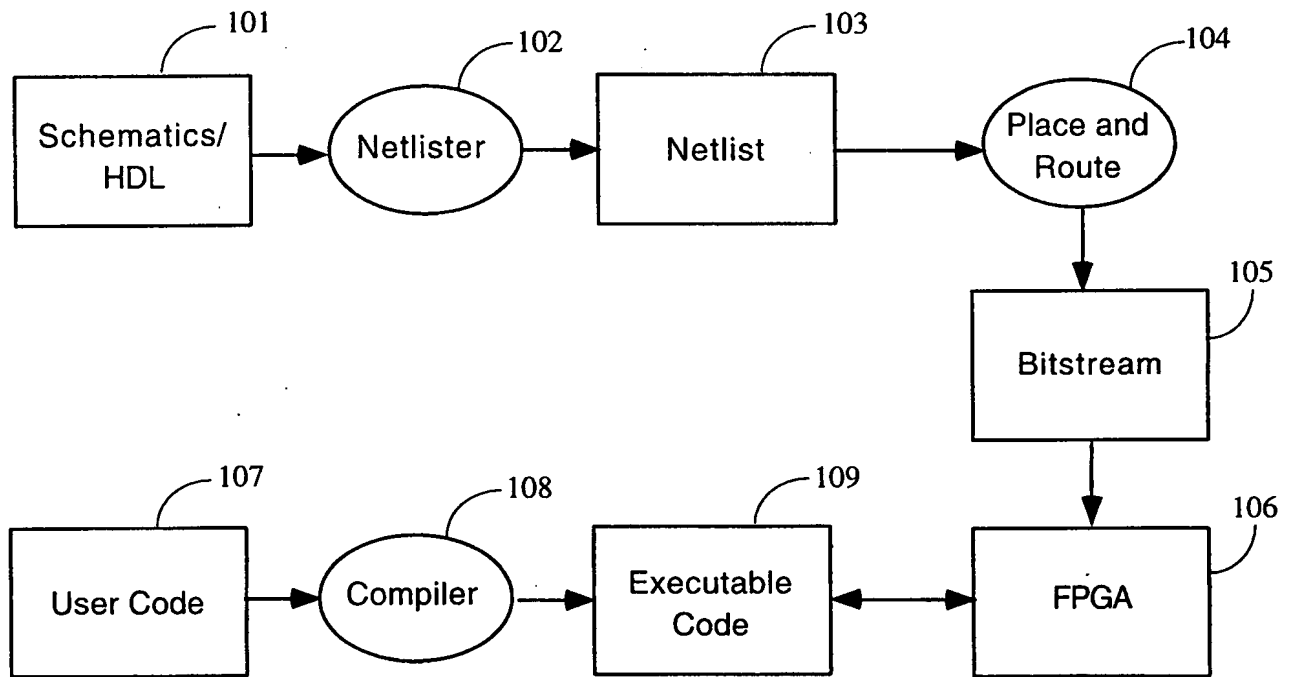 101
102
103
104
Schematics/
HDL
Netlister
Netlist
Place and
Route
105
Bitstream
107
108
109
106
User Code
Compiler
Executable
Code
FPGA